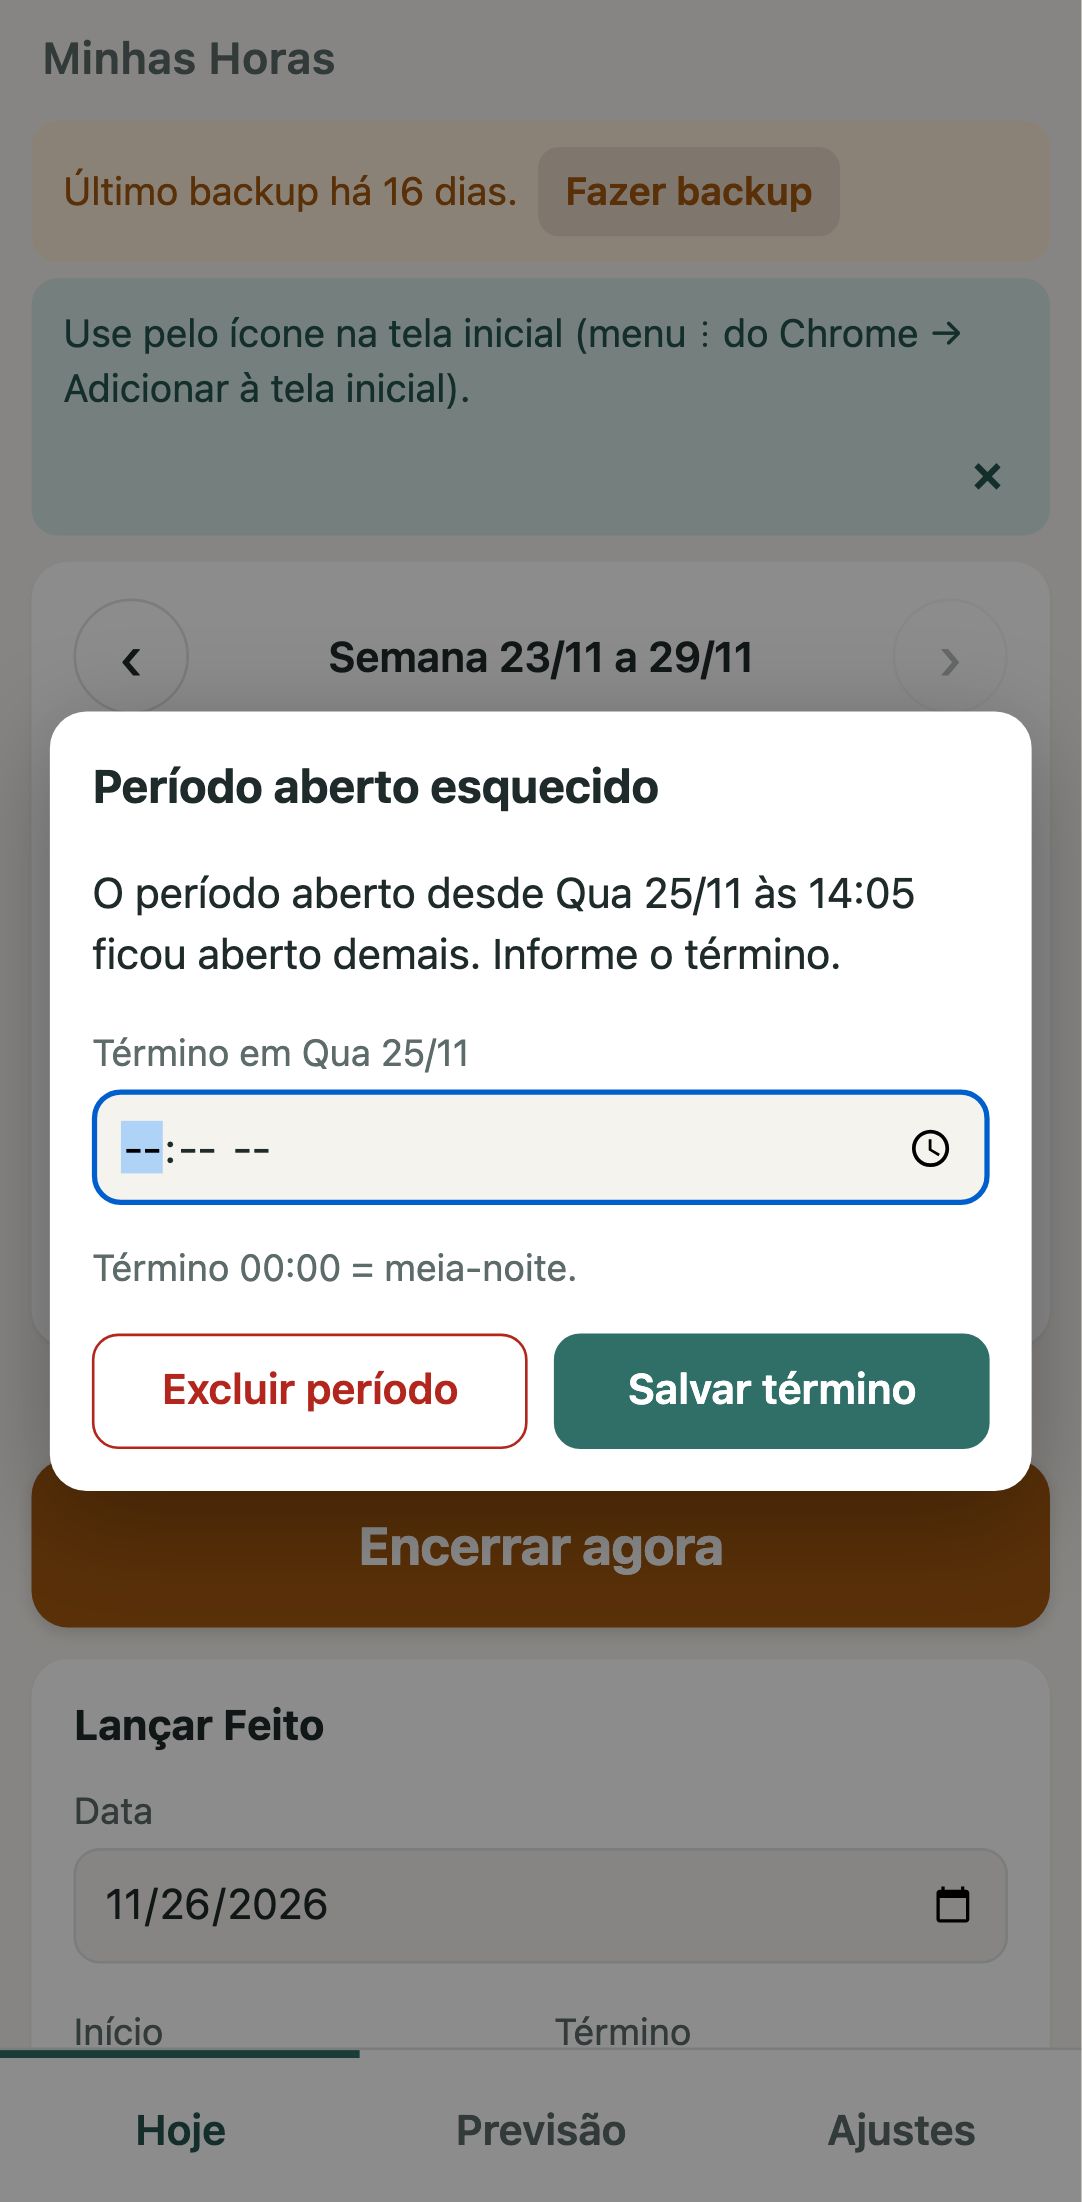 Minhas Horas
Último backup há 16 dias. Fazer backup
Use pelo ícone na tela inicial (menu ⋮ do Chrome →
Adicionar à tela inicial).
×
‹ Semana 23/11 a 29/11 ›
Período aberto esquecido
O período aberto desde Qua 25/11 às 14:05
ficou aberto demais. Informe o término.
Término em Qua 25/11
--:-- --
Término 00:00 = meia-noite.
Excluir período Salvar término
Encerrar agora
Lançar Feito
Data
11/26/2026
Início Término
Hoje Previsão Ajustes